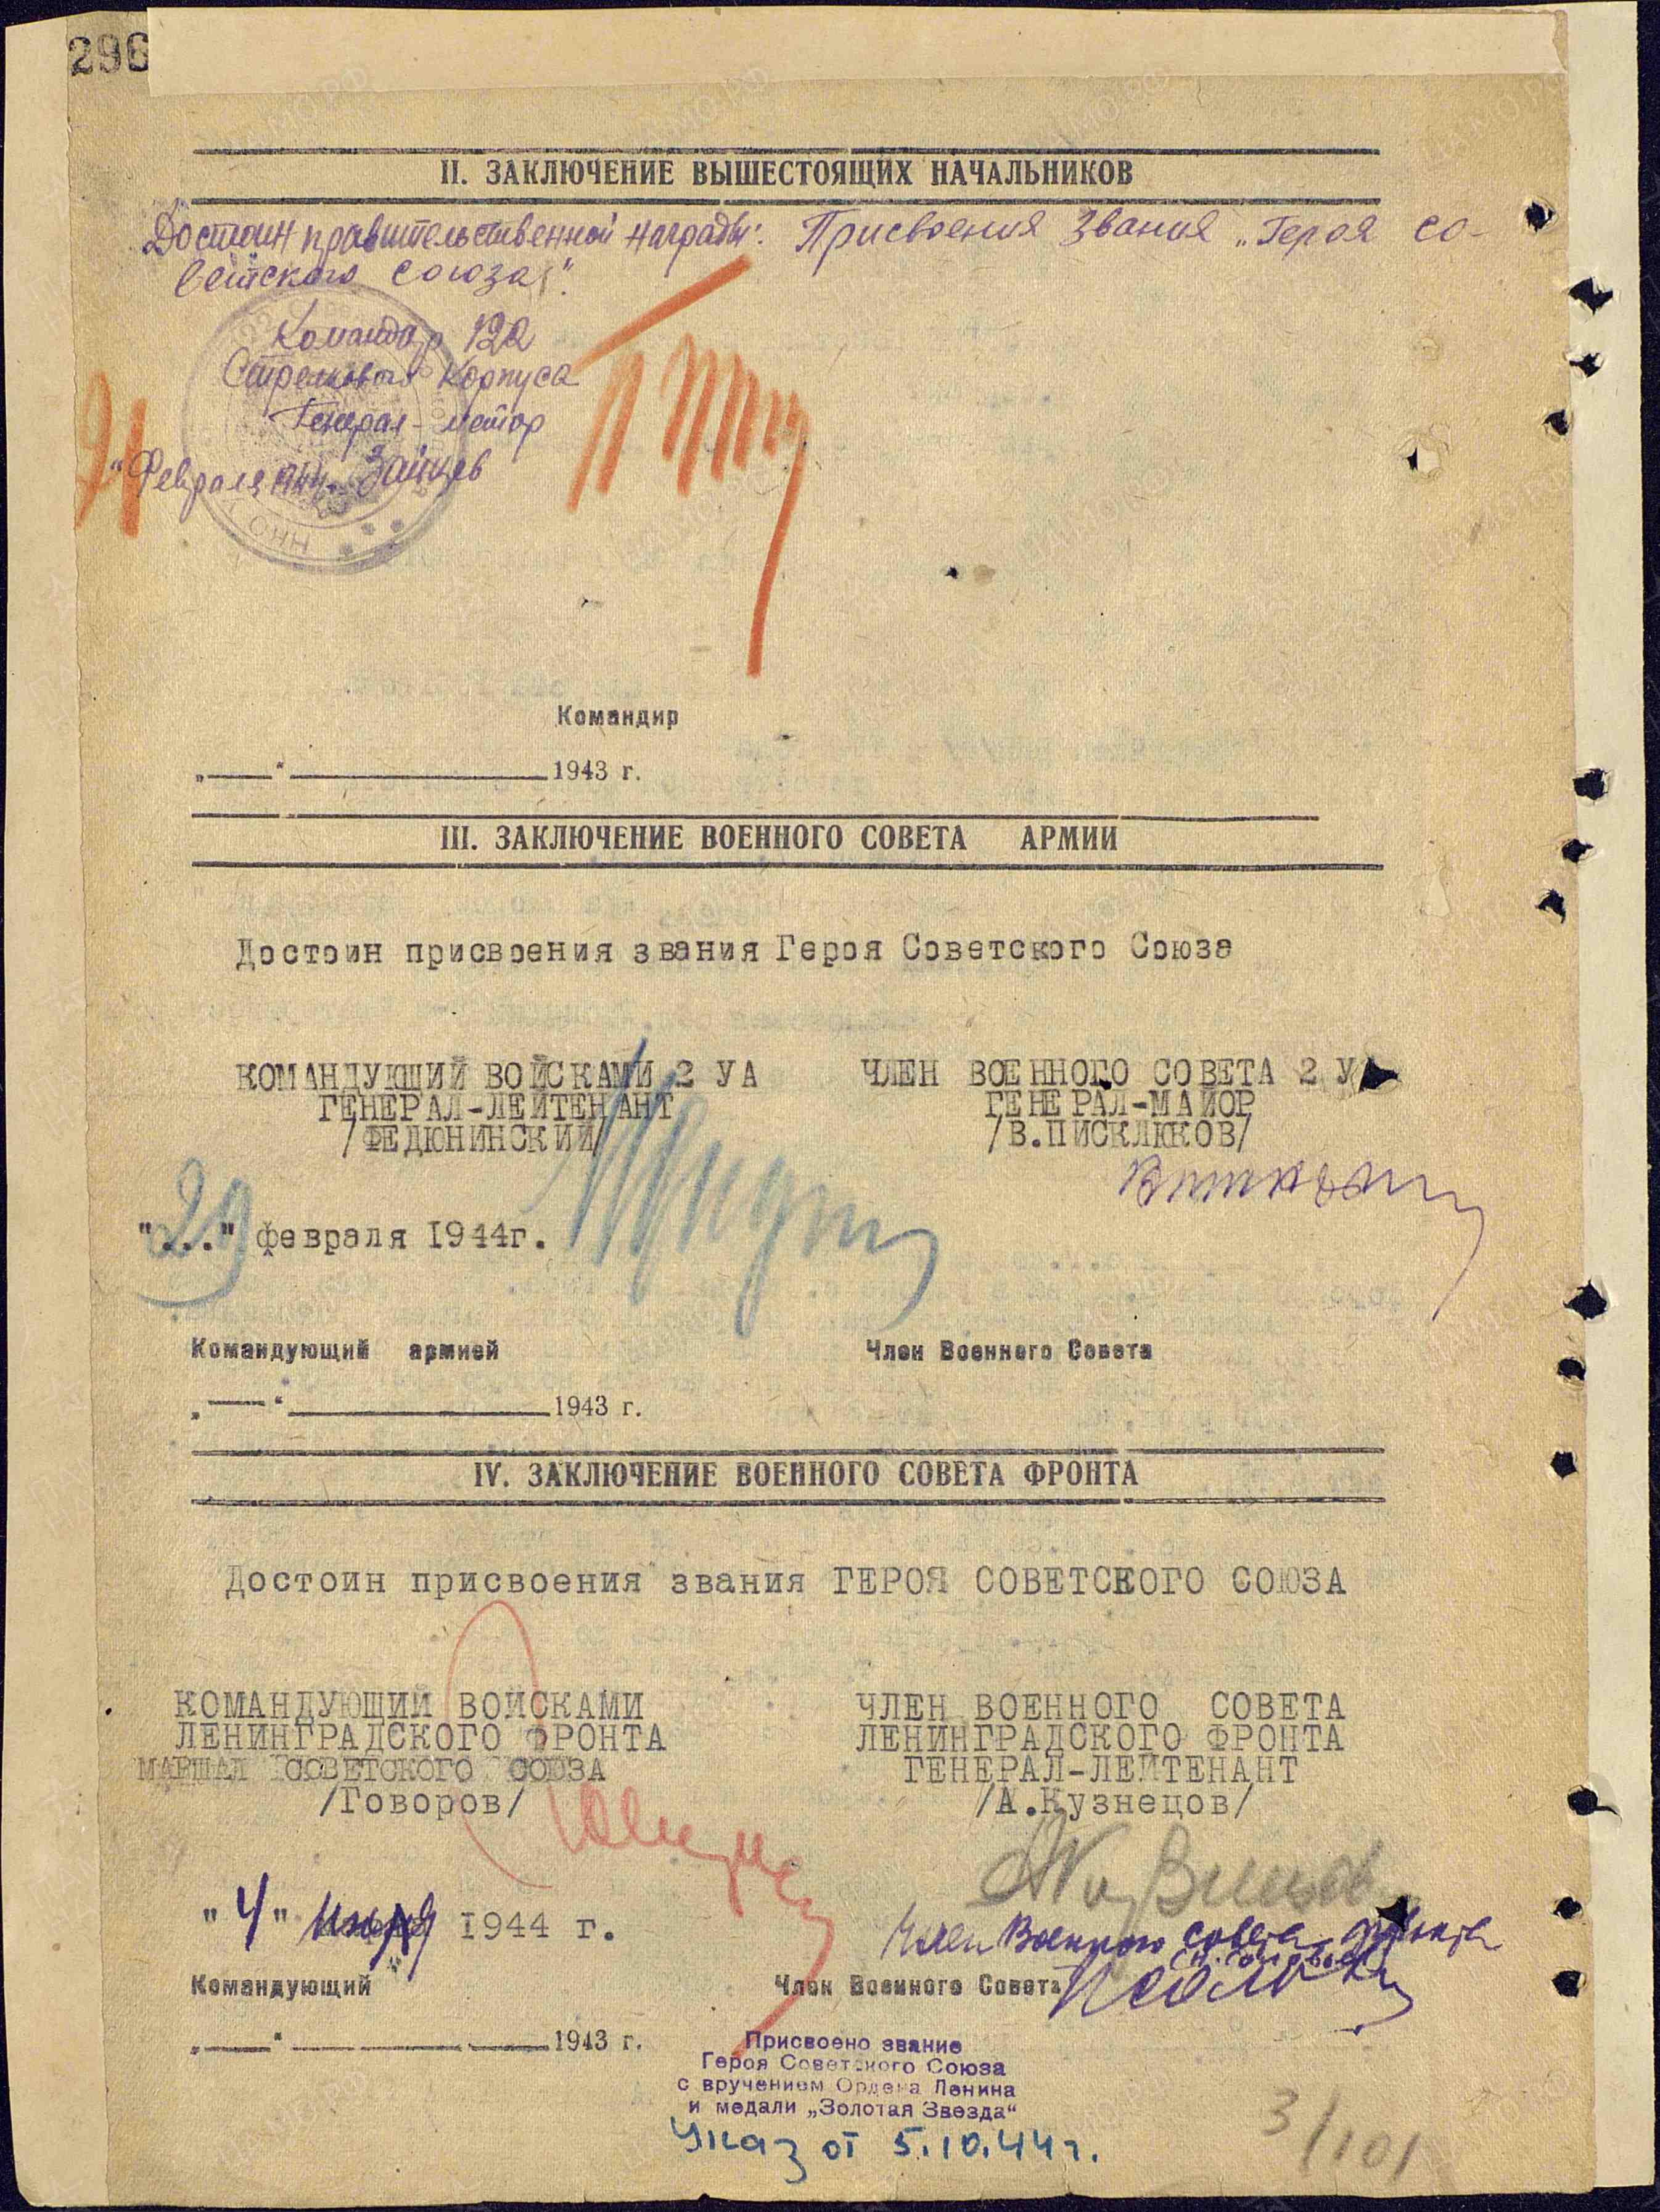 296
II. ЗАКЛЮЧЕНИЕ ВЫШЕСТОЯЩИХ НАЧАЛЬНИКОВ
Достоин правительственной награды: Присвоения Звания „Героя Со-
ветского Союза".
Командир 122
Стрелкового Корпуса
Генерал-майор
21 " Февраля 1944г. Зайцев
НКО
Командир
„——" ———— 1943 г.
III. ЗАКЛЮЧЕНИЕ ВОЕННОГО СОВЕТА АРМИИ
Достоин присвоения звания Героя Советского Союза
КОМАНДУЮЩИЙ ВОЙСКАМИ 2 УА ЧЛЕН ВОЕННОГО СОВЕТА 2 УА
ГЕНЕРАЛ-ЛЕЙТЕНАНТ ГЕНЕРАЛ-МАЙОР
/ФЕДЮНИНСКИЙ/ /В.ПИСКЛЮКОВ/
"29" февраля 1944г.
Командующий армией Член Военного Совета
„——" ———— 1943 г.
IV. ЗАКЛЮЧЕНИЕ ВОЕННОГО СОВЕТА ФРОНТА
Достоин присвоения звания ГЕРОЯ СОВЕТСКОГО СОЮЗА
КОМАНДУЮЩИЙ ВОЙСКАМИ ЧЛЕН ВОЕННОГО СОВЕТА
ЛЕНИНГРАДСКОГО ФРОНТА ЛЕНИНГРАДСКОГО ФРОНТА
МАРШАЛ СОВЕТСКОГО СОЮЗА ГЕНЕРАЛ-ЛЕЙТЕНАНТ
/Говоров/ /А.Кузнецов/
АКузнецов
"4" 1944 г.
Член Военного совета фронта
Командующий Член Военного Совета
„——" ———— 1943 г.
Присвоено звание
Героя Советского Союза
с вручением Ордена Ленина
и медали „Золотая Звезда"
Указ от 5.10.44г.
3/101